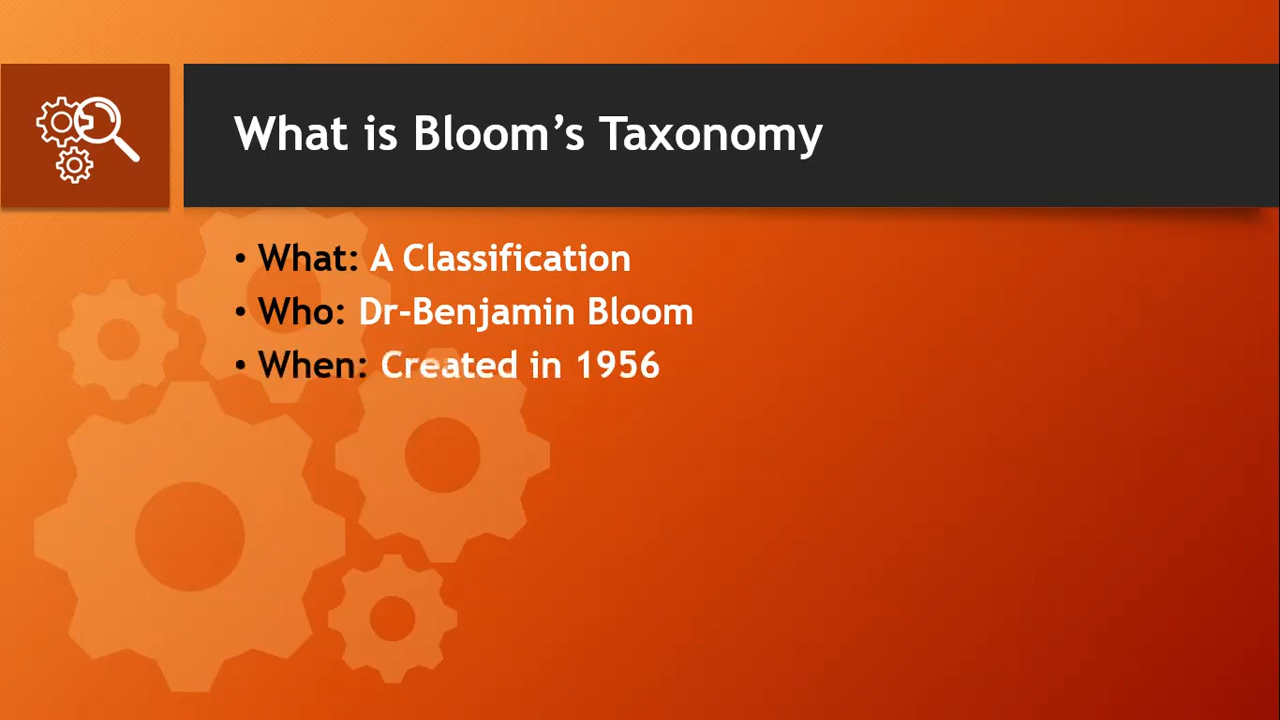 What is Bloom’s Taxonomy
• What: A Classification
• Who: Dr-Benjamin Bloom
• When: Created in 1956